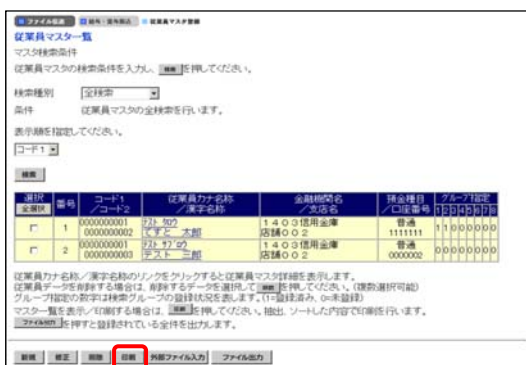 ファイル伝送 給与・賞与振込 従業員マスタ登録
従業員マスター覧
マスタ検索条件
従業員マスタの検索条件を入力し、 検索 を押してください。
検索種別 全検索
条件 従業員マスタの全検索を行います。
表示順を指定してください。
コード1
検索
選択 番号 コード1 従業員カナ名称 金融機関名 預金種目 グループ指定
全選択 /コード2 /漢字名称 /支店名 /口座番号 1 2 3 4 5 6 7 8
1 0000000001 テスト タロウ 1403信用金庫 普通 1 1 0 0 0 0 0 0
0000000002 てすと 太郎 店舗002 1111111
2 0000000001 テスト サブロウ 1403信用金庫 普通 0 0 0 0 0 0 0 0
0000000003 テスト 三郎 店舗002 0000002
従業員カナ名称/漢字名称のリンクをクリックすると従業員マスタ詳細を表示します。
従業員データを削除する場合は、削除するデータを選択して 削除 を押してください。(複数選択可能)
グループ指定の数字は検索グループの登録状況を表します。(1=登録済み、0=未登録)
マスター覧を表示/印刷する場合は、 印刷 を押してください。抽出、ソートした内容で印刷を行います。
ファイル出力 を押すと登録されている全件を出力します。
新規 修正 削除 印刷 外部ファイル入力 ファイル出力